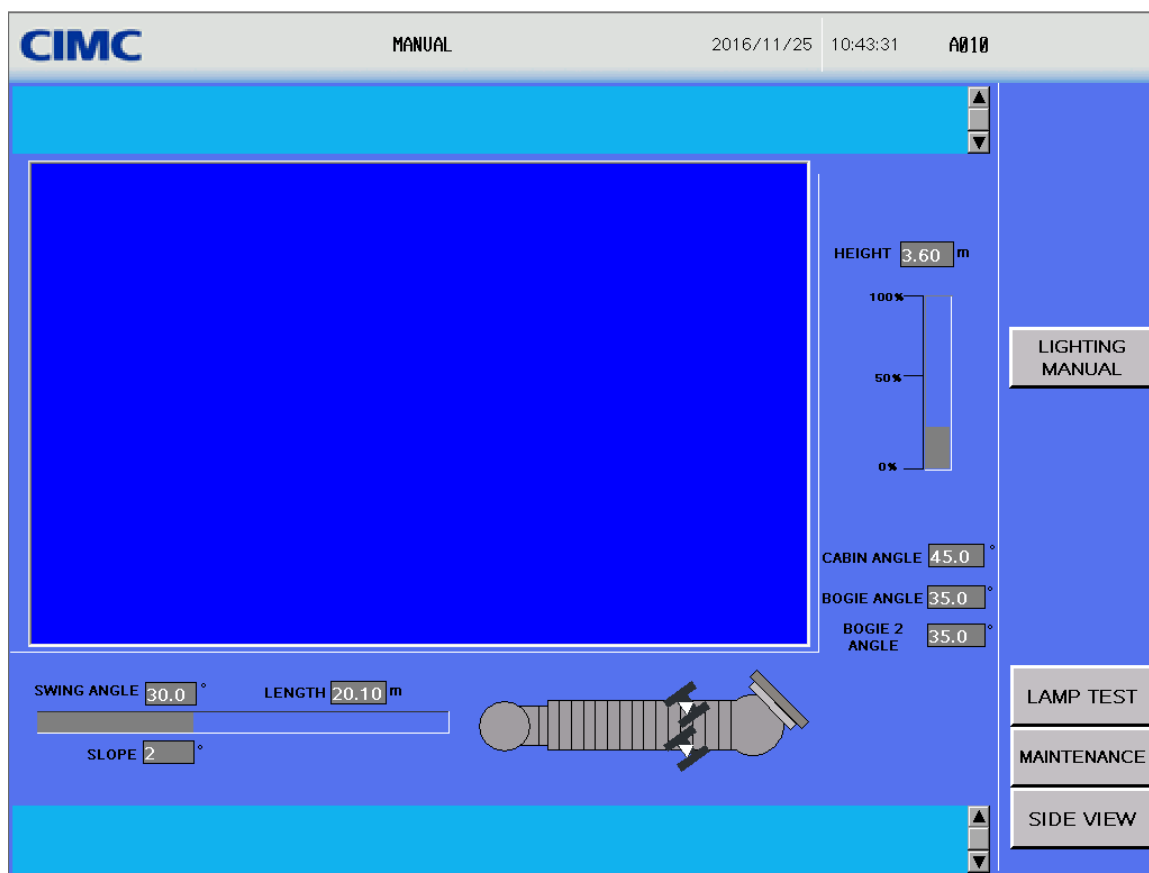 CIMC
MANUAL
2016/11/25
10:43:31
A010
HEIGHT 3.60 m
100%
50%
0%
LIGHTING
MANUAL
CABIN ANGLE 45.0 °
BOGIE ANGLE 35.0 °
BOGIE 2
ANGLE 35.0 °
SWING ANGLE 30.0 °
LENGTH 20.10 m
SLOPE 2 °
LAMP TEST
MAINTENANCE
SIDE VIEW